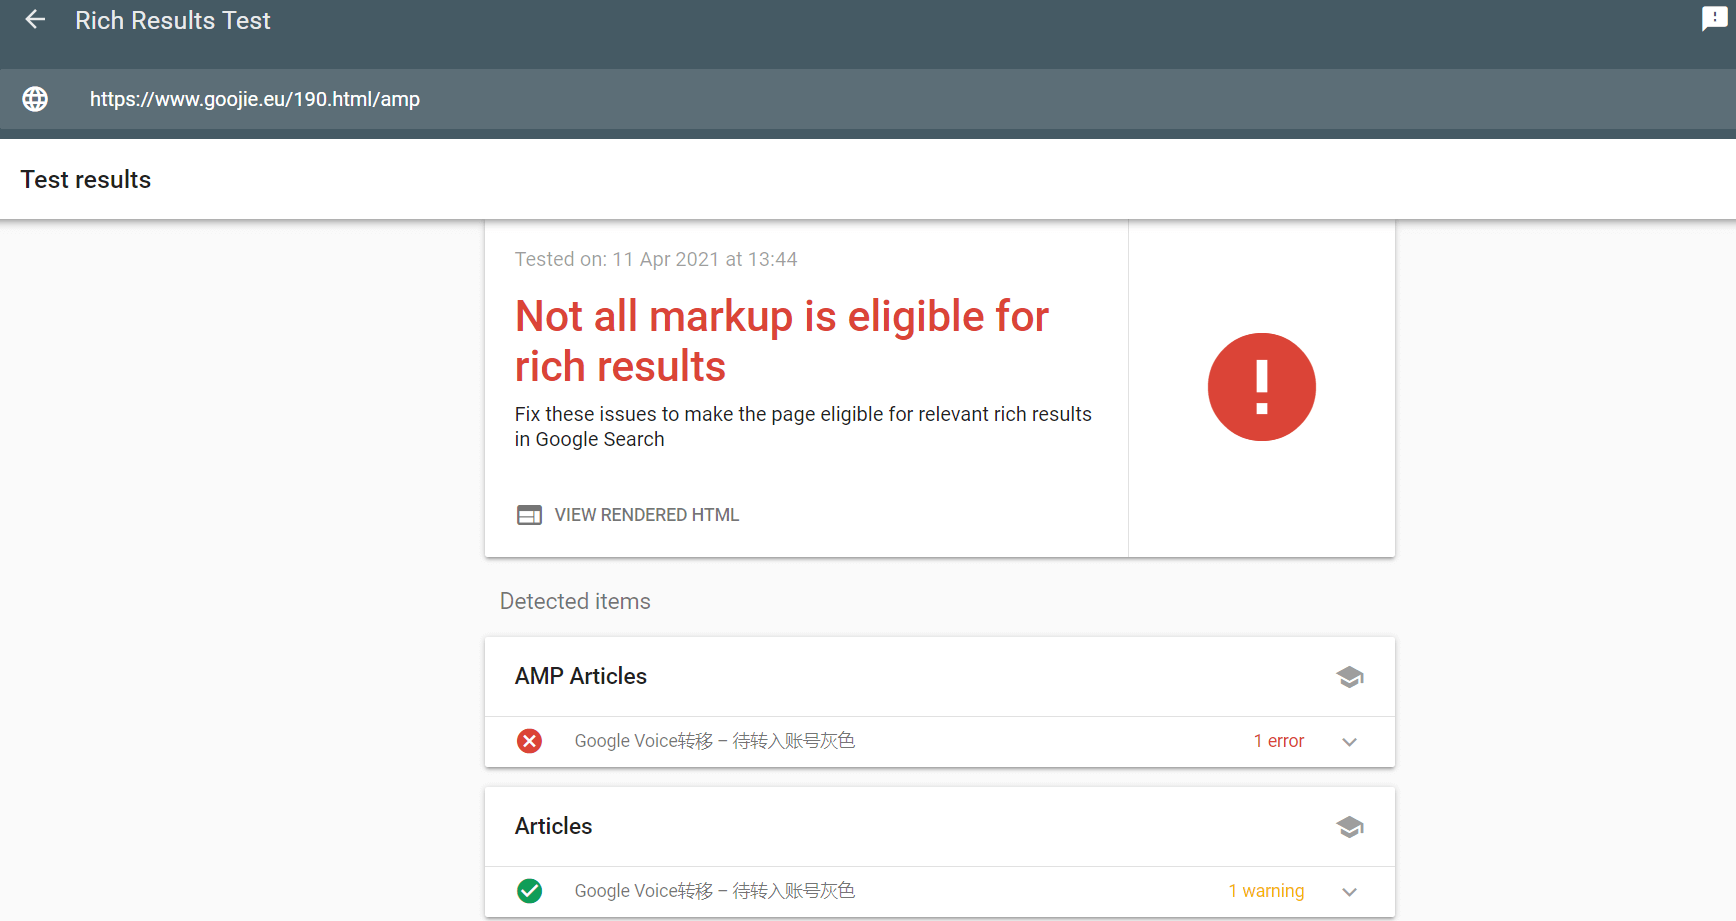 Rich Results Test
https://www.goojie.eu/190.html/amp
Test results
Tested on: 11 Apr 2021 at 13:44
Not all markup is eligible for
rich results
Fix these issues to make the page eligible for relevant rich results
in Google Search
VIEW RENDERED HTML
Detected items
AMP Articles
Google Voice转移 – 待转入账号灰色 1 error
Articles
Google Voice转移 – 待转入账号灰色 1 warning